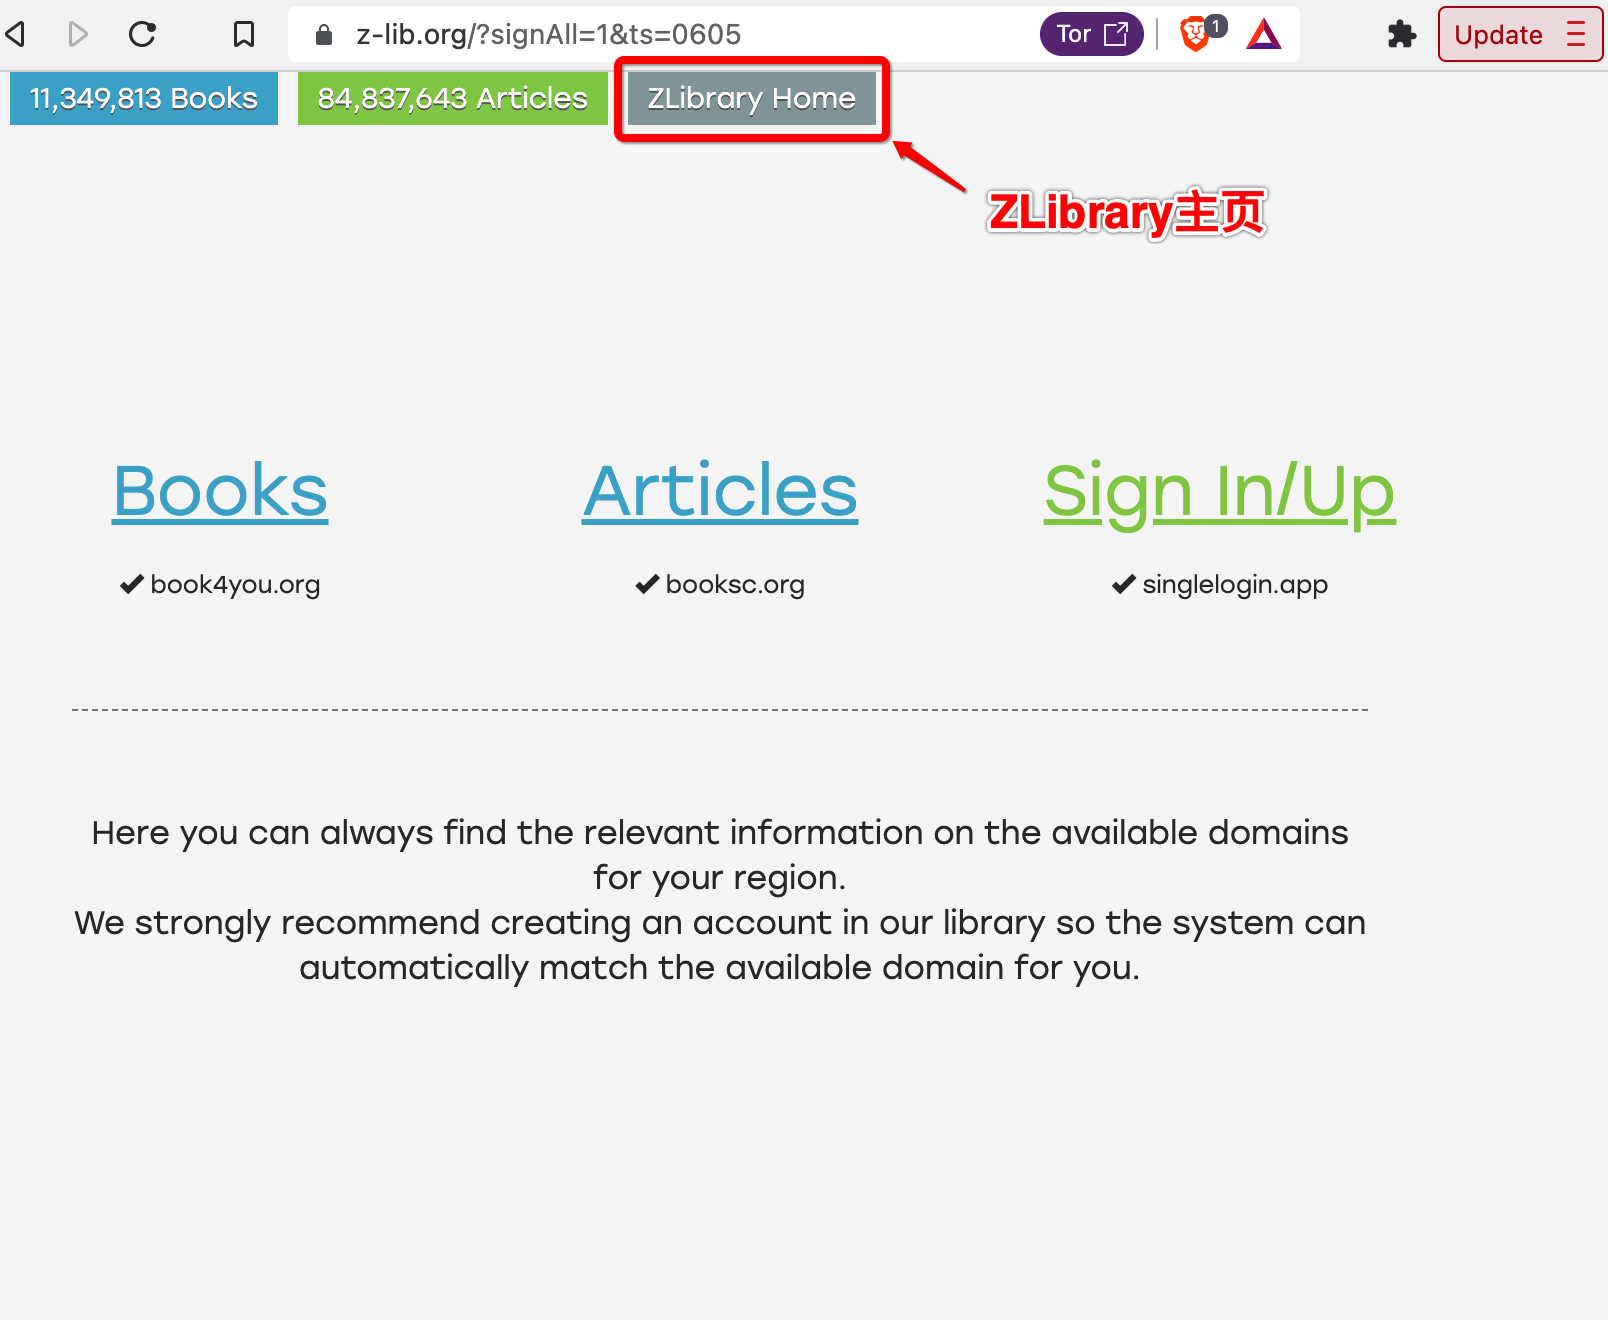 z-lib.org/?signAll=1&ts=0605
Tor
1
Update
11,349,813 Books
84,837,643 Articles
ZLibrary Home
ZLibrary主页
Books
Articles
Sign In/Up
book4you.org
booksc.org
singlelogin.app
Here you can always find the relevant information on the available domains
for your region.
We strongly recommend creating an account in our library so the system can
automatically match the available domain for you.